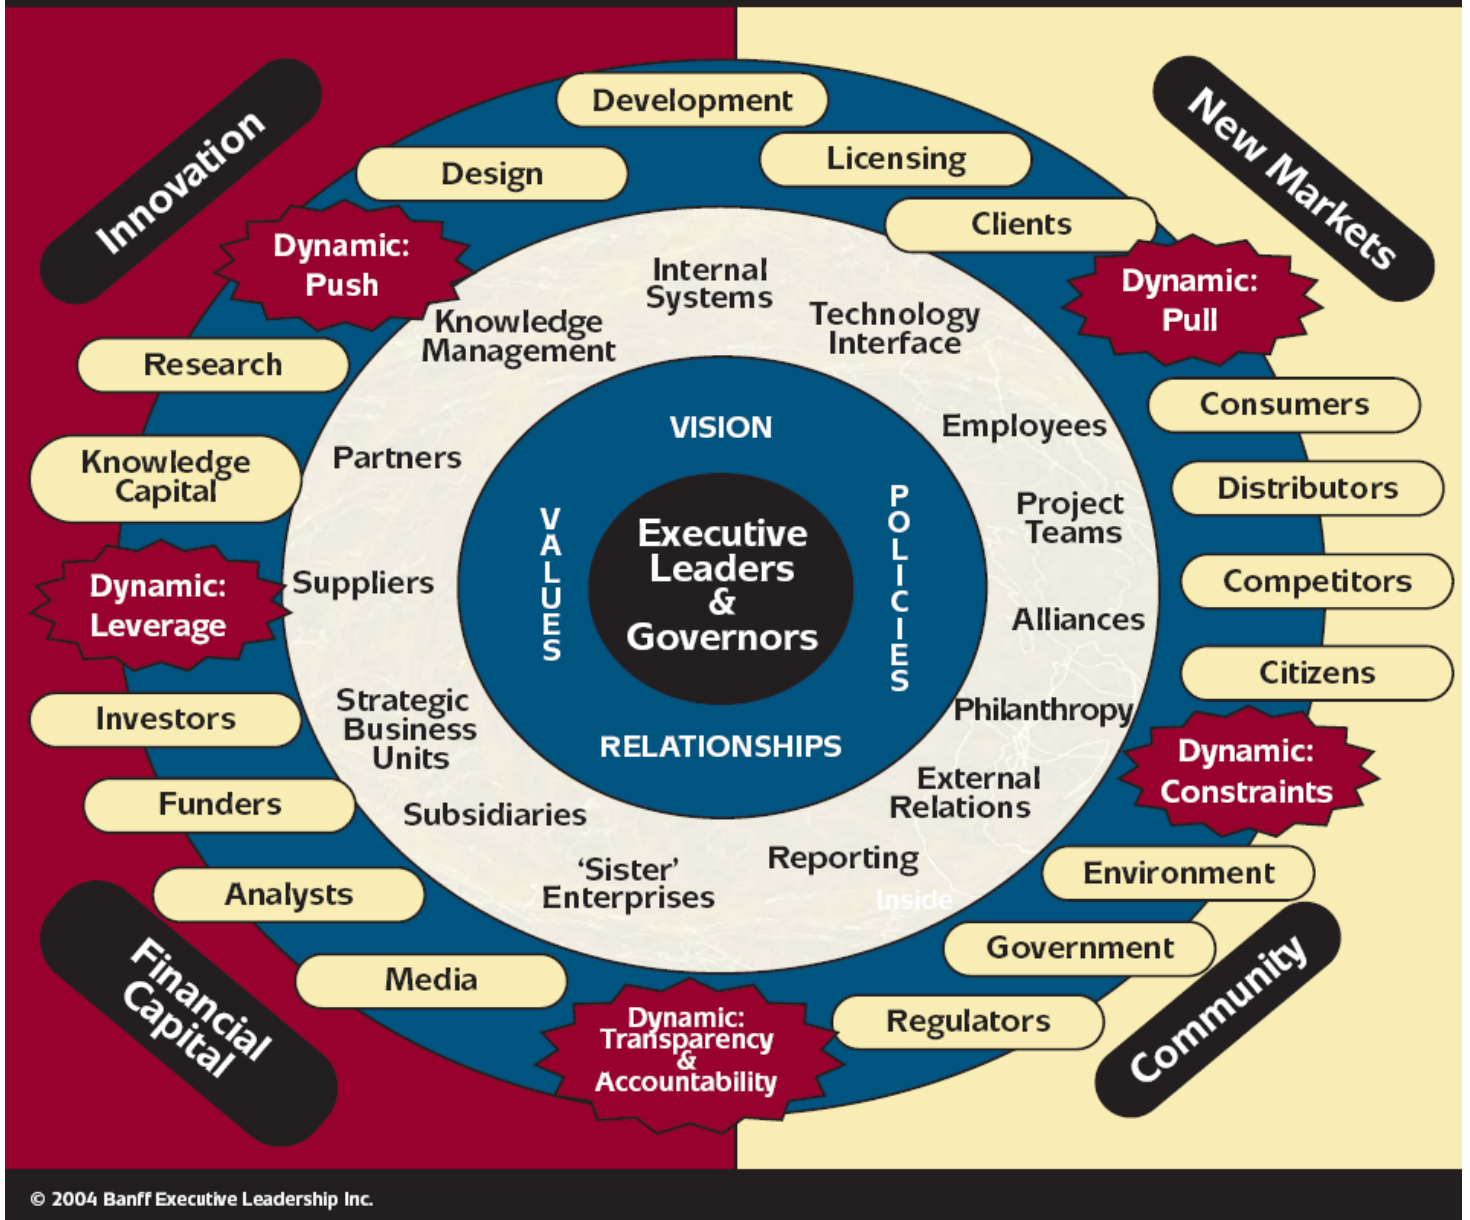 Innovation
New Markets
Development
Licensing
Design
Clients
Dynamic:
Push
Dynamic:
Pull
Internal
Systems
Technology
Interface
Knowledge
Management
Research
Consumers
Knowledge
Capital
Partners
VISION
Employees
Distributors
Project
Teams
VALUES
Executive
Leaders
&
Governors
POLICIES
Dynamic:
Leverage
Suppliers
Competitors
Alliances
Citizens
Investors
Strategic
Business
Units
RELATIONSHIPS
Philanthropy
Dynamic:
Constraints
Funders
Subsidiaries
External
Relations
'Sister'
Enterprises
Reporting
Inside
Environment
Analysts
Government
Media
Regulators
Dynamic:
Transparency
&
Accountability
Financial
Capital
Community
© 2004 Banff Executive Leadership Inc.